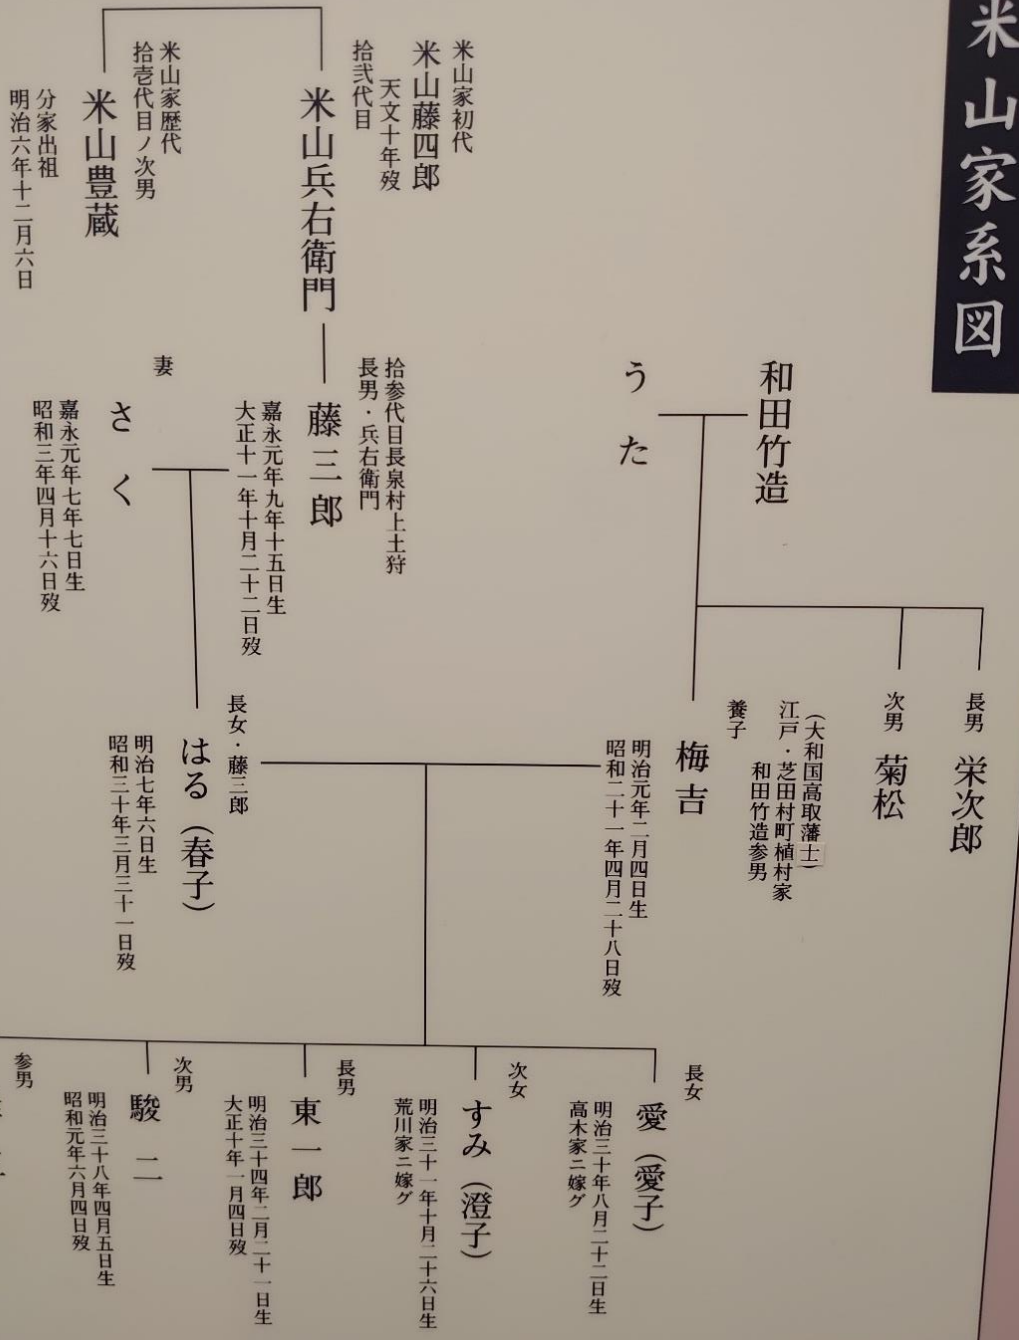 米山家系図
米山家初代
米山藤四郎
天文十年歿
拾弐代目
米山兵右衛門
米山家歴代
拾壱代目ノ次男
米山豊蔵
分家出祖
明治六年十二月六日
和田竹造
うた
拾参代目長泉村上土狩
長男・兵右衛門
藤三郎
嘉永元年九年十五日生
大正十一年十月二十二日歿
妻
さく
嘉永元年七年七日生
昭和三年四月十六日歿
長男
栄次郎
次男
菊松
(大和国高取藩士)
江戸・芝田村町植村家
和田竹造参男
養子
梅吉
明治元年二月四日生
昭和二十一年四月二十八日歿
長女・藤三郎
はる(春子)
明治七年六日生
昭和三十年三月三十一日歿
長女
愛(愛子)
明治三十年八月二十二日生
高木家ニ嫁グ
次女
すみ(澄子)
明治三十一年十月二十六日生
荒川家ニ嫁グ
長男
東一郎
明治三十四年二月二十一日生
大正十年一月四日歿
次男
駿二
明治三十八年四月五日生
昭和元年六月四日歿
参男